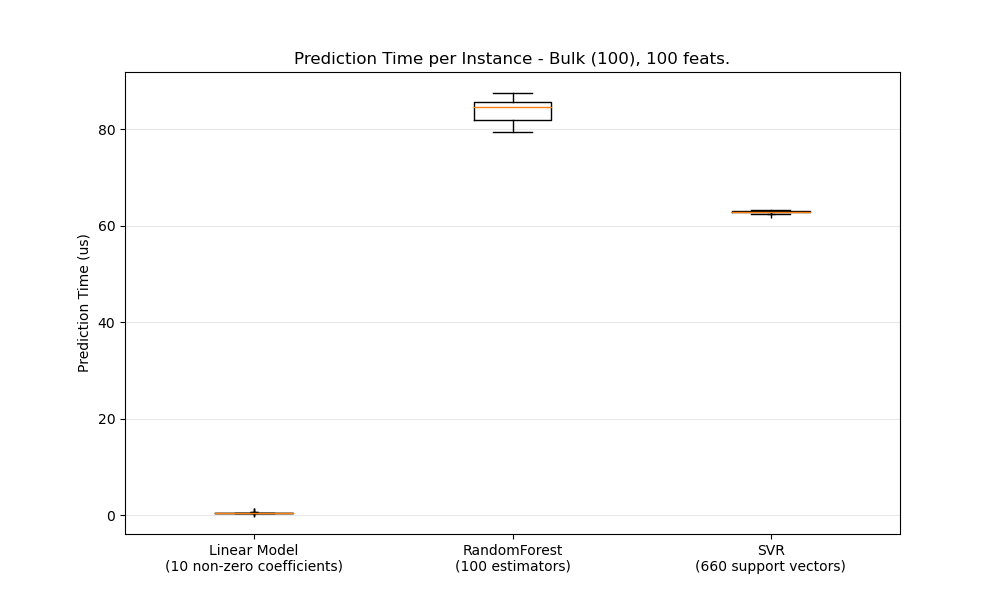 Prediction Time per Instance - Bulk (100), 100 feats.
80
60
40
20
0
Prediction Time (us)
Linear Model
(10 non-zero coefficients)
RandomForest
(100 estimators)
SVR
(660 support vectors)